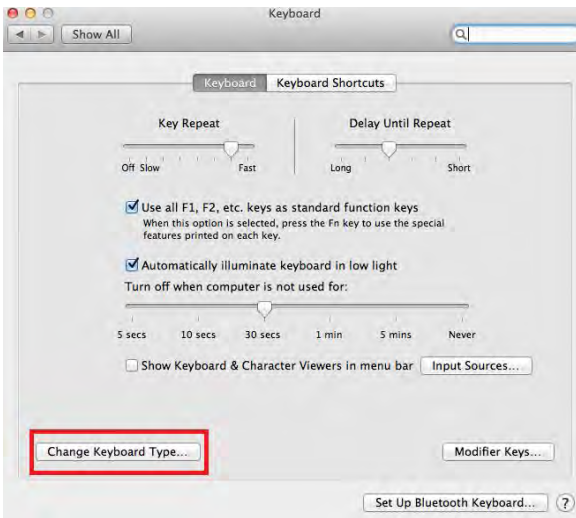 Keyboard
Show All
Keyboard Keyboard Shortcuts
Key Repeat Delay Until Repeat
Off Slow Fast Long Short
Use all F1, F2, etc. keys as standard function keys
When this option is selected, press the Fn key to use the special
features printed on each key.
Automatically illuminate keyboard in low light
Turn off when computer is not used for:
5 secs 10 secs 30 secs 1 min 5 mins Never
Show Keyboard & Character Viewers in menu bar Input Sources...
Change Keyboard Type... Modifier Keys...
Set Up Bluetooth Keyboard... ?